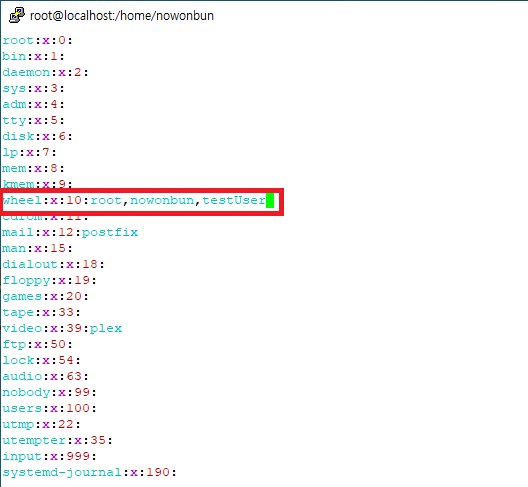 root@localhost:/home/nowonbun
root:x:0:
bin:x:1:
daemon:x:2:
sys:x:3:
adm:x:4:
tty:x:5:
disk:x:6:
lp:x:7:
mem:x:8:
kmem:x:9:
wheel:x:10:root,nowonbun,testUser
cdrom:x:11:
mail:x:12:postfix
man:x:15:
dialout:x:18:
floppy:x:19:
games:x:20:
tape:x:33:
video:x:39:plex
ftp:x:50:
lock:x:54:
audio:x:63:
nobody:x:99:
users:x:100:
utmp:x:22:
utempter:x:35:
input:x:999:
systemd-journal:x:190: